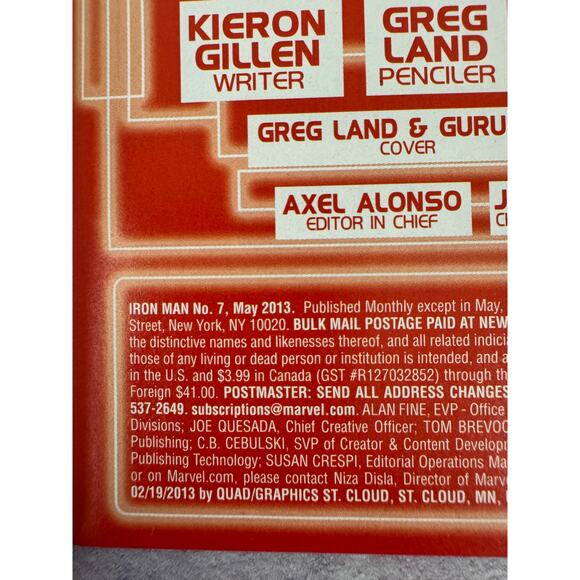 KIERON GREG
GILLEN LAND
WRITER PENCILER
GREG LAND & GURU
COVER
AXEL ALONSO J
EDITOR IN CHIEF C
IRON MAN No. 7, May 2013. Published Monthly except in May,
Street, New York, NY 10020. BULK MAIL POSTAGE PAID AT NEW
the distinctive names and likenesses thereof, and all related indici
those of any living or dead person or institution is intended, and a
in the U.S. and $3.99 in Canada (GST #R127032852) through th
Foreign $41.00. POSTMASTER: SEND ALL ADDRESS CHANGES
537-2649. subscriptions@marvel.com. ALAN FINE, EVP - Office
Divisions; JOE QUESADA, Chief Creative Officer; TOM BREVOO
Publishing; C.B. CEBULSKI, SVP of Creator & Content Developm
Publishing Technology; SUSAN CRESPI, Editorial Operations Ma
or on Marvel.com, please contact Niza Disla, Director of Marve
02/19/2013 by QUAD/GRAPHICS ST. CLOUD, ST. CLOUD, MN,